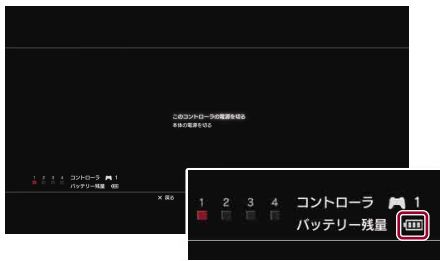 このコントローラの電源を切る
本体の電源を切る
1 2 3 4 コントローラ 1
バッテリー残量
× 戻る
1 2 3 4 コントローラ 1
バッテリー残量